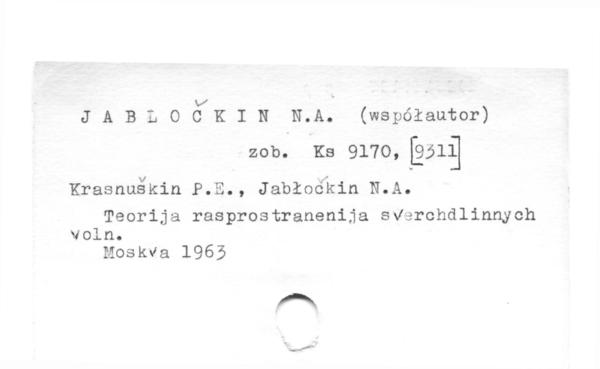 JABŁOČKIN N.A. (współautor)
zob. Ks 9170, [9311]
Krasnuškin P.E., Jabłočkin N.A.
Teorija rasprostranenija sverchdlinnych
voln.
Moskva 1963